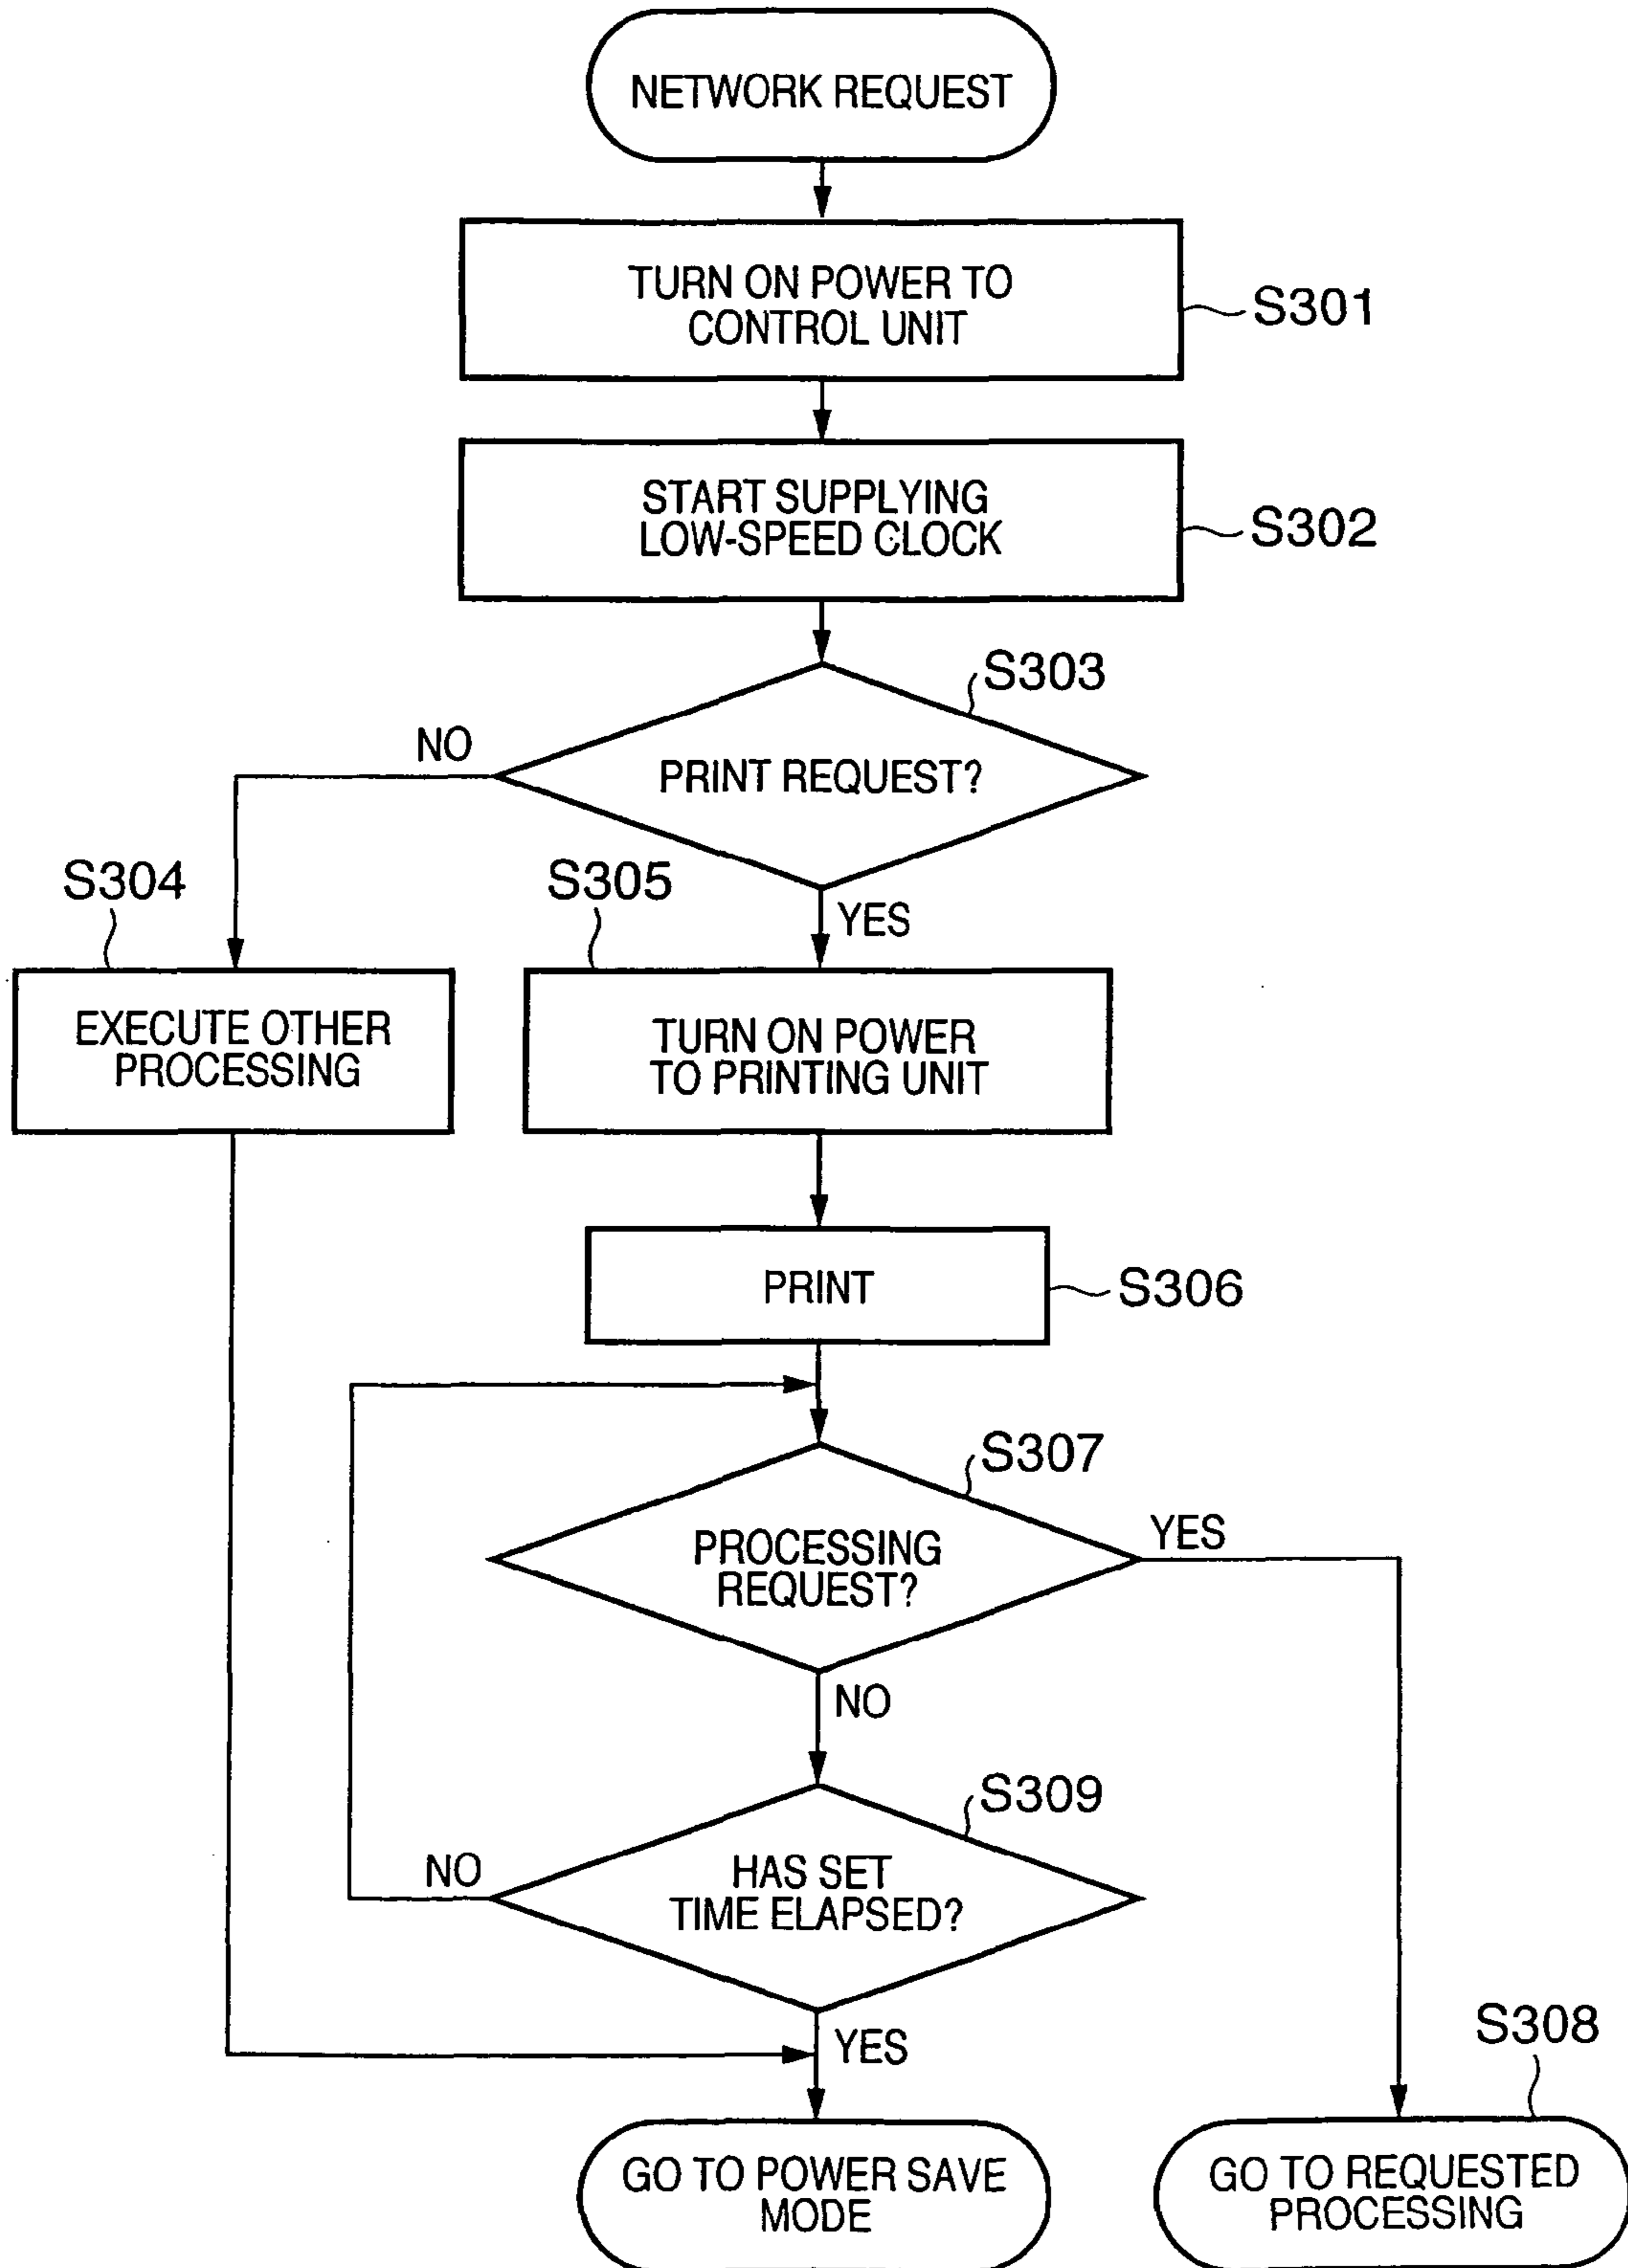 NETWORK REQUEST
TURN ON POWER TO
CONTROL UNIT
S301
START SUPPLYING
LOW-SPEED CLOCK
S302
S303
NO
PRINT REQUEST?
S304
S305
YES
EXECUTE OTHER
PROCESSING
TURN ON POWER
TO PRINTING UNIT
PRINT
S306
S307
PROCESSING
REQUEST?
YES
NO
S309
NO
HAS SET
TIME ELAPSED?
YES
S308
GO TO POWER SAVE
MODE
GO TO REQUESTED
PROCESSING